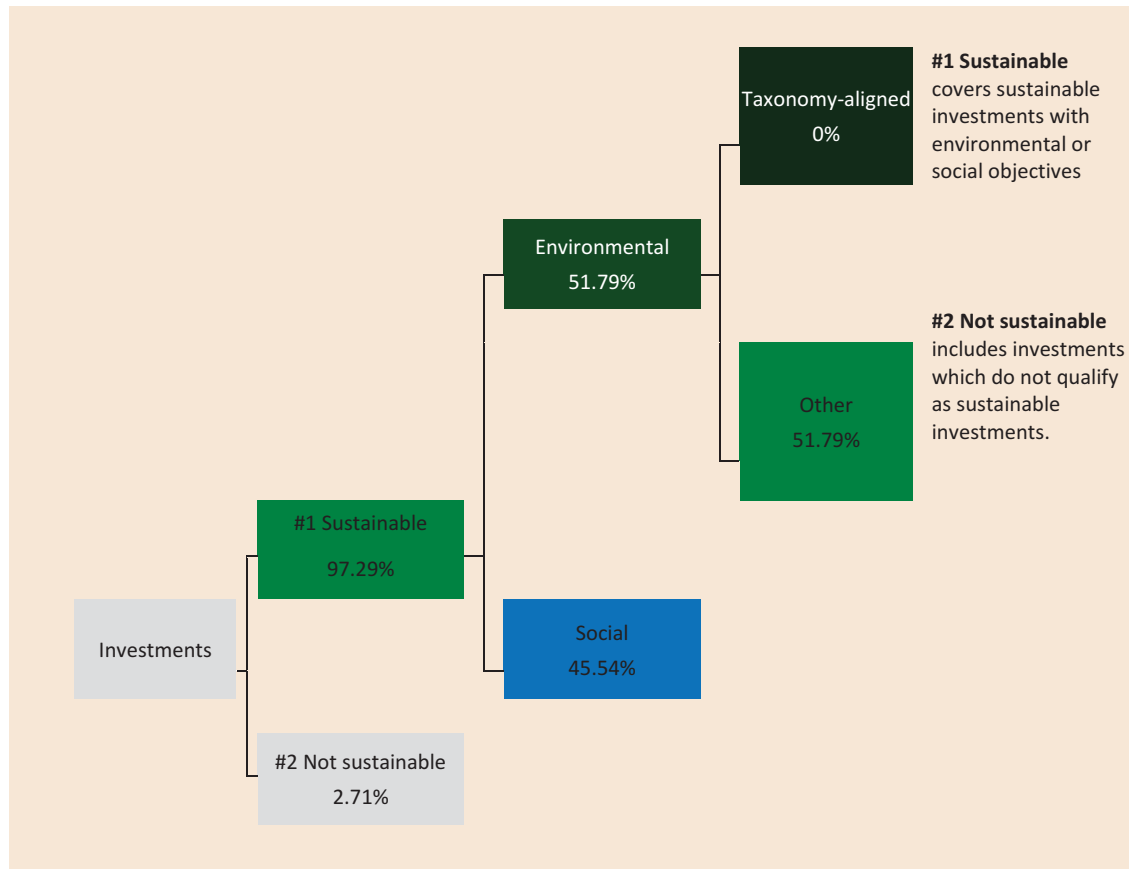 Taxonomy-aligned
0%
#1 Sustainable
covers sustainable
investments with
environmental or
social objectives
Environmental
51.79%
#2 Not sustainable
includes investments
which do not qualify
as sustainable
investments.
Other
51.79%
#1 Sustainable
97.29%
Investments
Social
45.54%
#2 Not sustainable
2.71%